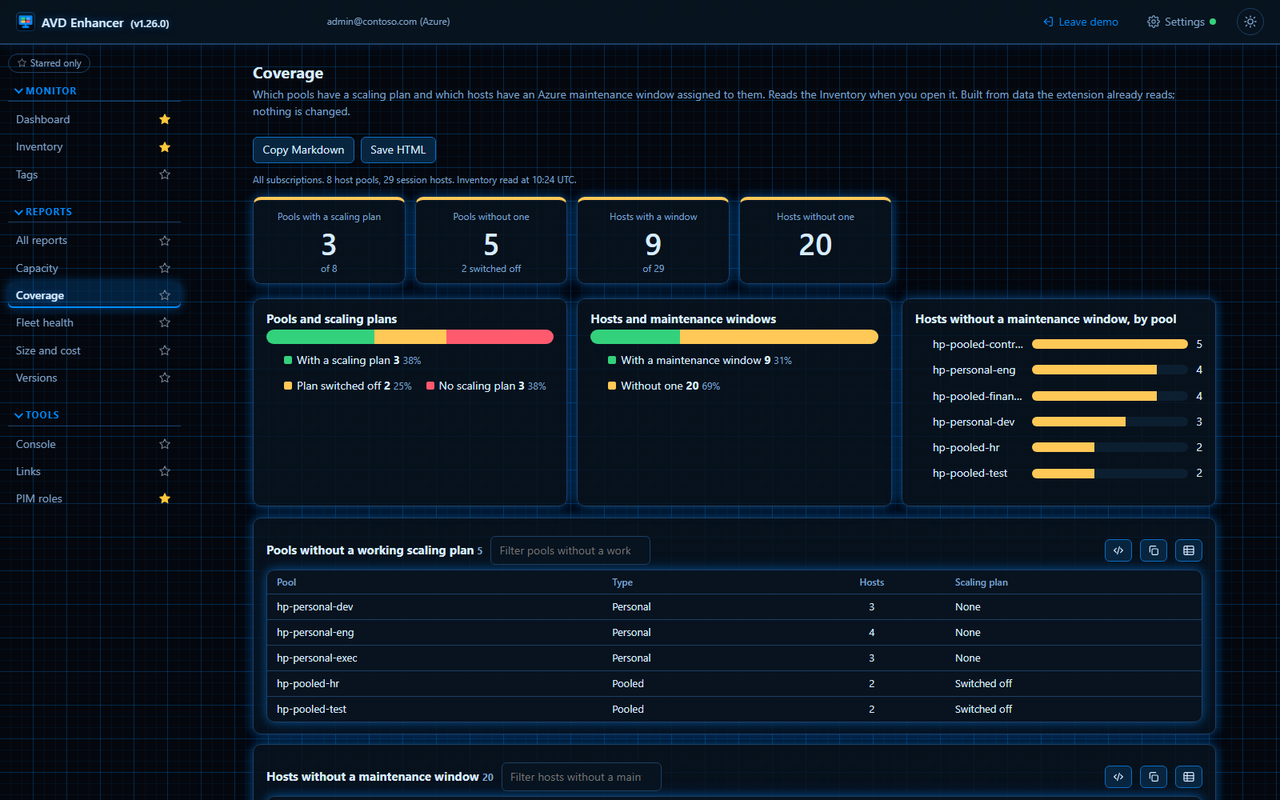 AVD Enhancer (v1.26.0)
admin@contoso.com (Azure)
Leave demo
Settings
Starred only
MONITOR
Dashboard
Inventory
Tags
REPORTS
All reports
Capacity
Coverage
Fleet health
Size and cost
Versions
TOOLS
Console
Links
PIM roles
Coverage
Which pools have a scaling plan and which hosts have an Azure maintenance window assigned to them. Reads the Inventory when you open it. Built from data the extension already reads;
nothing is changed.
Copy Markdown
Save HTML
All subscriptions. 8 host pools, 29 session hosts. Inventory read at 10:24 UTC.
Pools with a scaling plan
3
of 8
Pools without one
5
2 switched off
Hosts with a window
9
of 29
Hosts without one
20
Pools and scaling plans
With a scaling plan 3 38%
Plan switched off 2 25%
No scaling plan 3 38%
Hosts and maintenance windows
With a maintenance window 9 31%
Without one 20 69%
Hosts without a maintenance window, by pool
hp-pooled-contr... 5
hp-personal-eng 4
hp-pooled-finan... 4
hp-personal-dev 3
hp-pooled-hr 2
hp-pooled-test 2
Pools without a working scaling plan 5
Filter pools without a work
Pool Type Hosts Scaling plan
hp-personal-dev Personal 3 None
hp-personal-eng Personal 4 None
hp-personal-exec Personal 3 None
hp-pooled-hr Pooled 2 Switched off
hp-pooled-test Pooled 2 Switched off
Hosts without a maintenance window 20
Filter hosts without a main